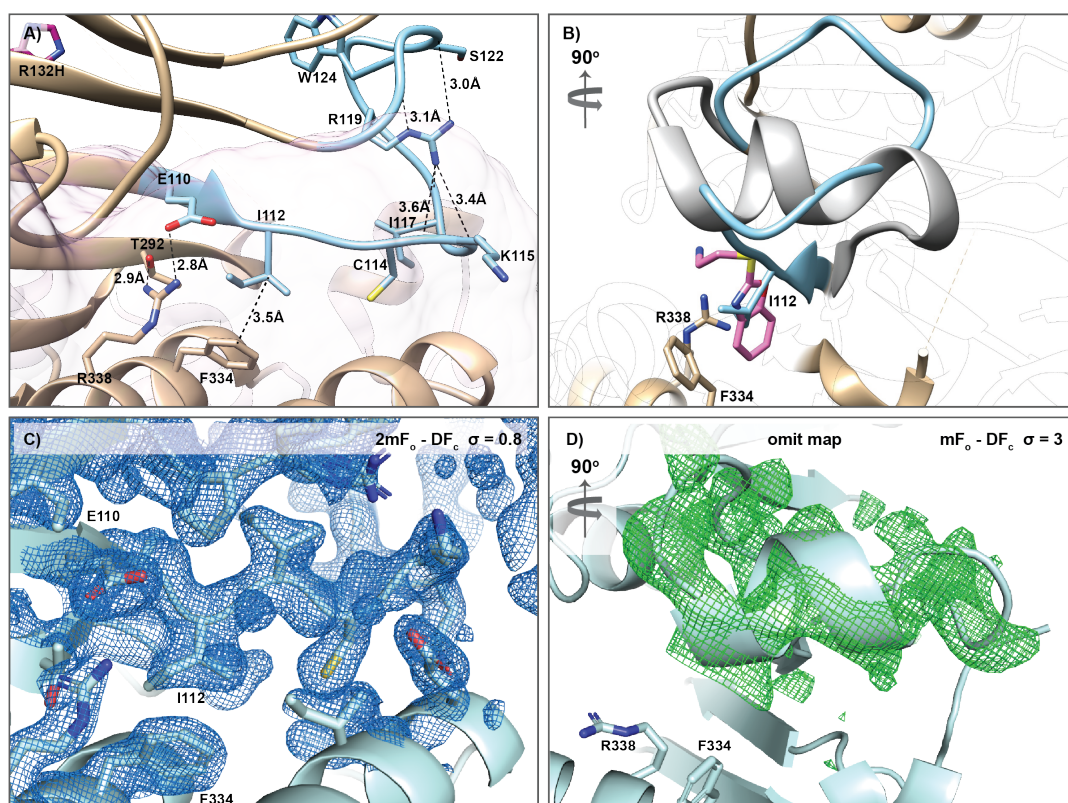 A)
R132H
W124
S122
3.0Å
R119
3.1Å
E110
I112
3.6Å
I117
3.4Å
T292
2.8Å
2.9Å
C114
K115
3.5Å
R338
F334
B)
90º
I112
R338
F334
C)
2mFo - DFc σ = 0.8
E110
I112
F334
D)
omit map
mFo - DFc σ = 3
90º
R338
F334